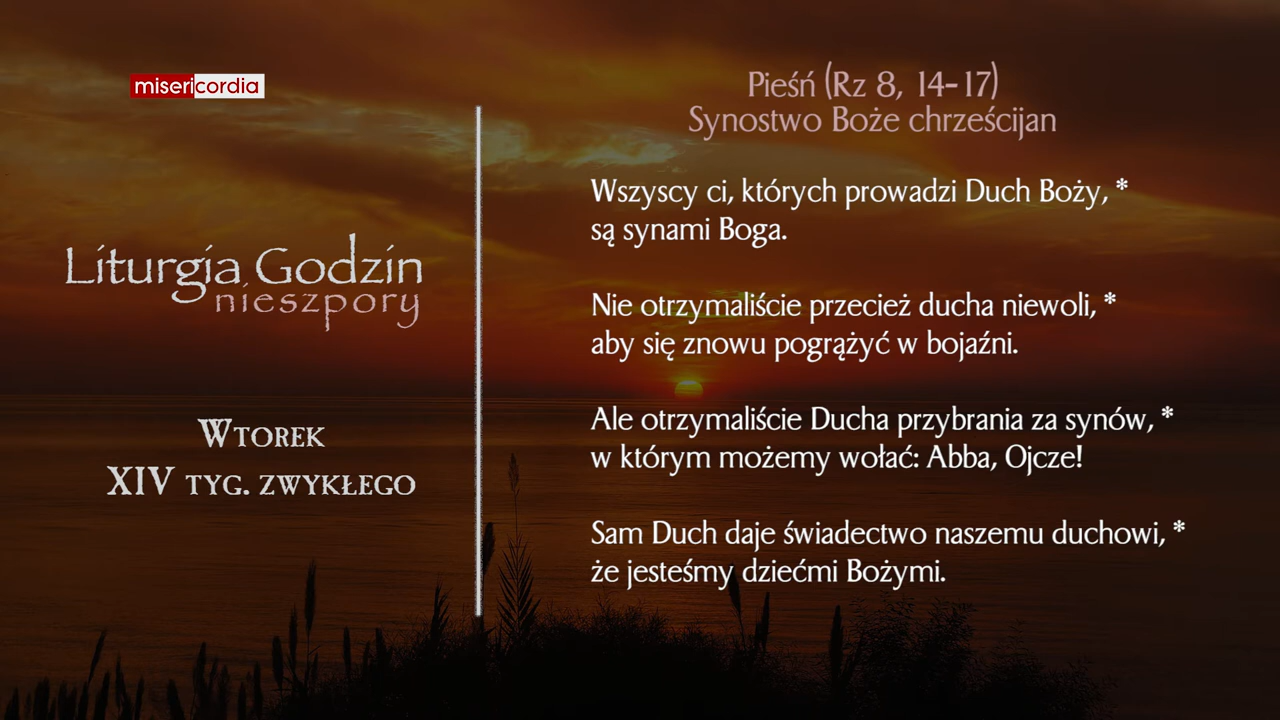 misericordia
Liturgia Godzin
nieszpory
Wtorek
XIV tyg. zwykłego
Pieśń (Rz 8, 14-17)
Synostwo Boże chrześcijan
Wszyscy ci, których prowadzi Duch Boży, *
są synami Boga.
Nie otrzymaliście przecież ducha niewoli, *
aby się znowu pogrążyć w bojaźni.
Ale otrzymaliście Ducha przybrania za synów, *
w którym możemy wołać: Abba, Ojcze!
Sam Duch daje świadectwo naszemu duchowi, *
że jesteśmy dziećmi Bożymi.